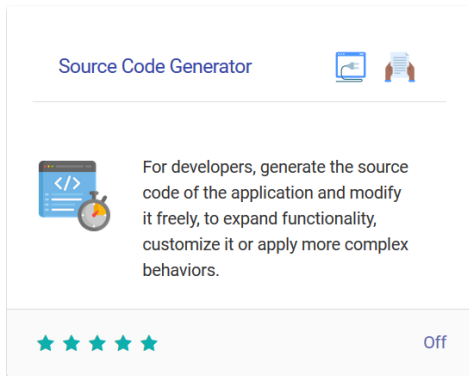 Source Code Generator
</>
For developers, generate the source
code of the application and modify
it freely, to expand functionality,
customize it or apply more complex
behaviors.
Off